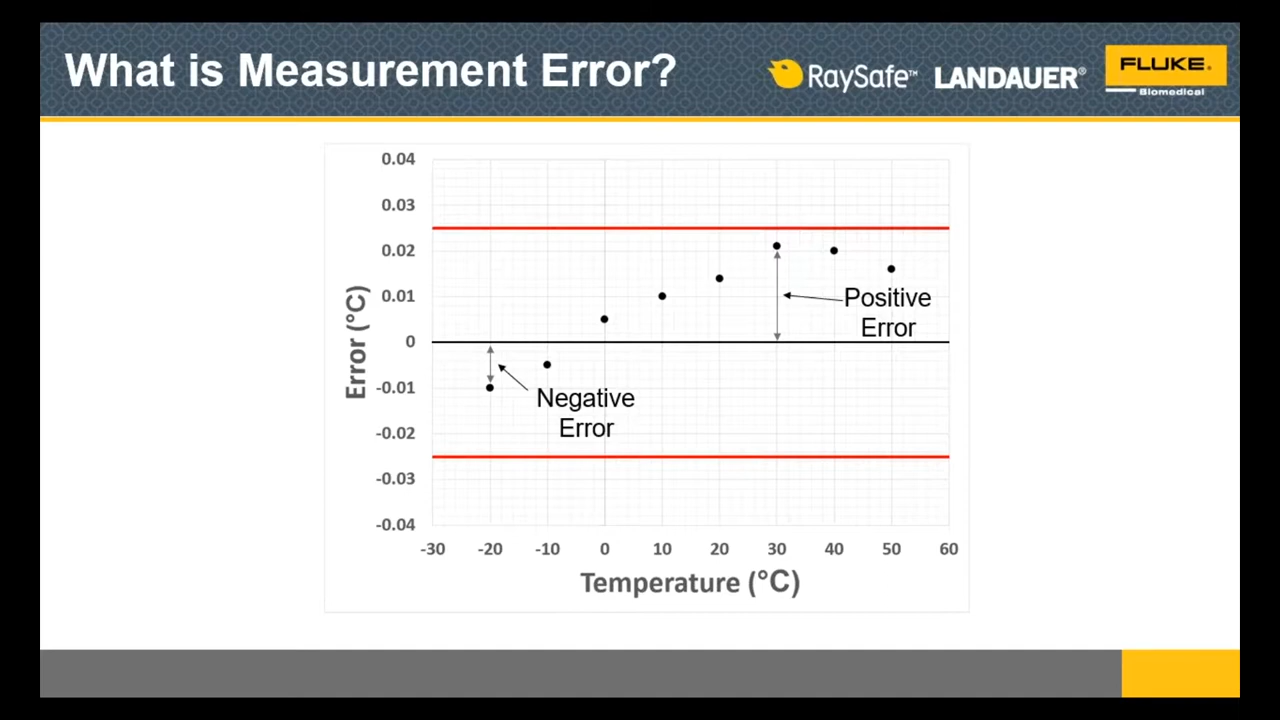 What is Measurement Error?
RaySafe™ LANDAUER® FLUKE®
Biomedical
0.04
0.03
0.02
0.01
0
-0.01
-0.02
-0.03
-0.04
Error (°C)
Positive
Error
Negative
Error
-30 -20 -10 0 10 20 30 40 50 60
Temperature (°C)